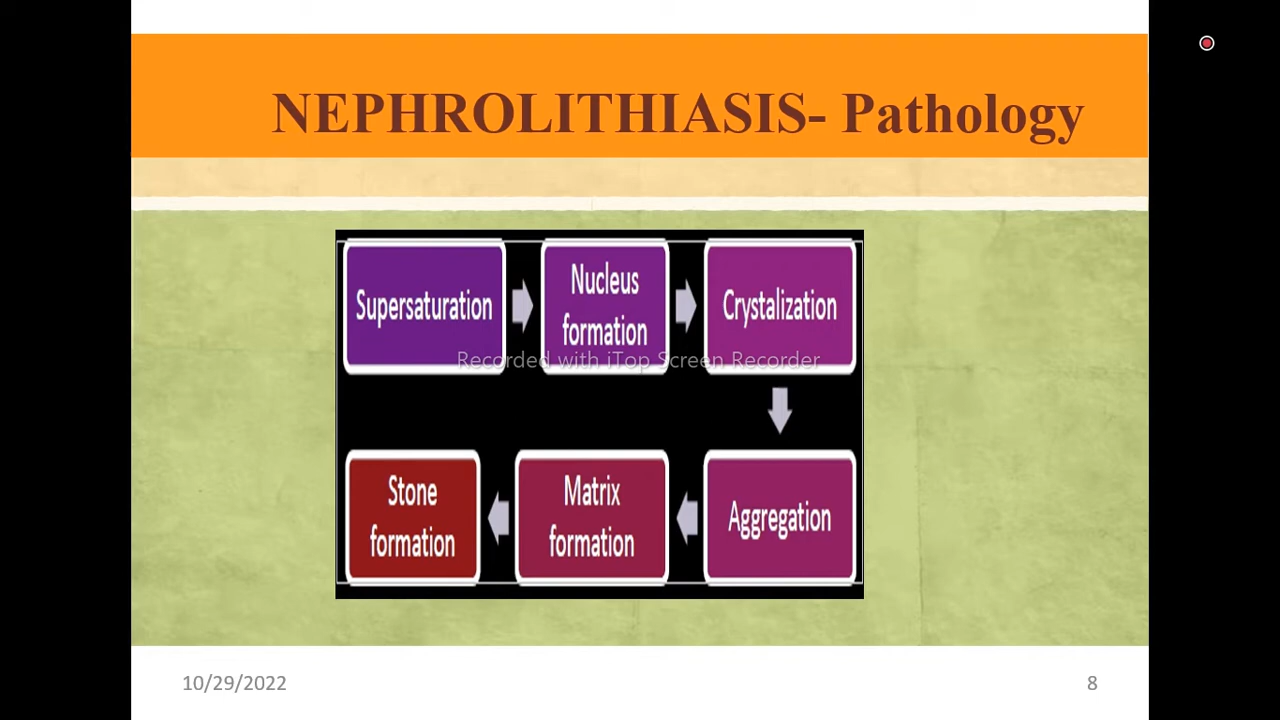 NEPHROLITHIASIS- Pathology
Supersaturation
Nucleus
formation
Crystalization
Recorded with iTop Screen Recorder
Aggregation
Matrix
formation
Stone
formation
10/29/2022
8